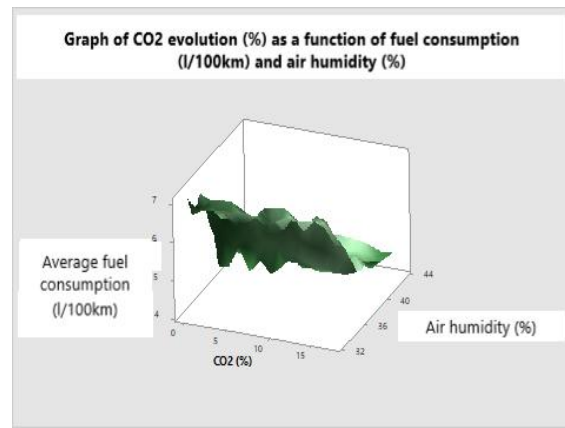 Graph of CO2 evolution (%) as a function of fuel consumption
(l/100km) and air humidity (%)
7
6
5
4
Average fuel
consumption
(l/100km)
0
5
10
15
CO2 (%)
32
36
40
44
Air humidity (%)